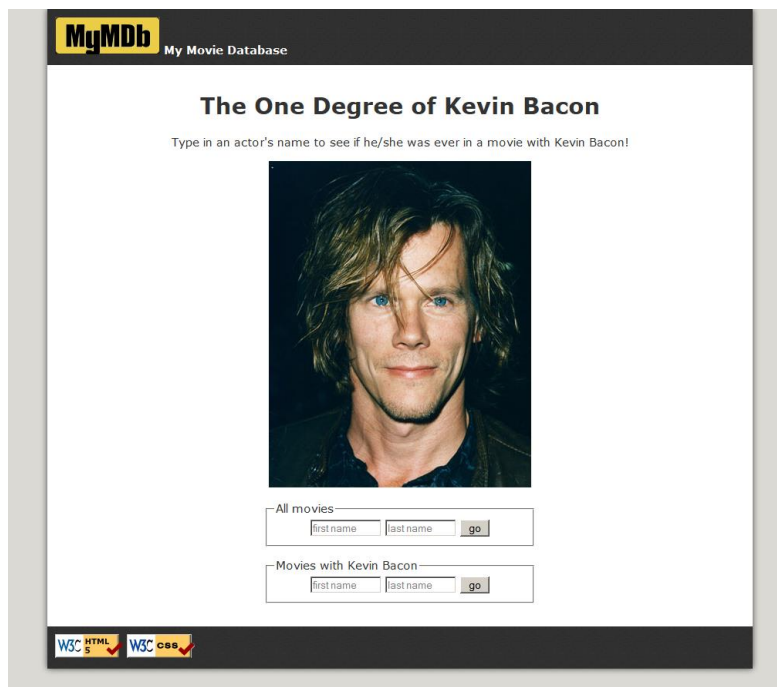 MyMDb My Movie Database
The One Degree of Kevin Bacon
Type in an actor's name to see if he/she was ever in a movie with Kevin Bacon!
All movies
first name last name go
Movies with Kevin Bacon
first name last name go
W3C HTML 5 W3C css